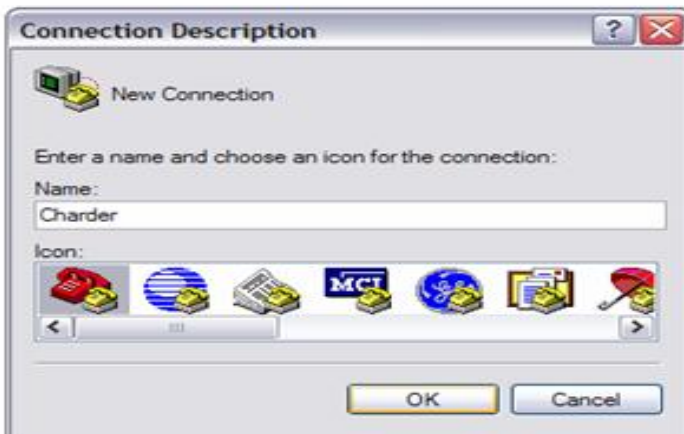 Connection Description
New Connection
Enter a name and choose an icon for the connection:
Name:
Charder
Icon:
MCI
OK
Cancel